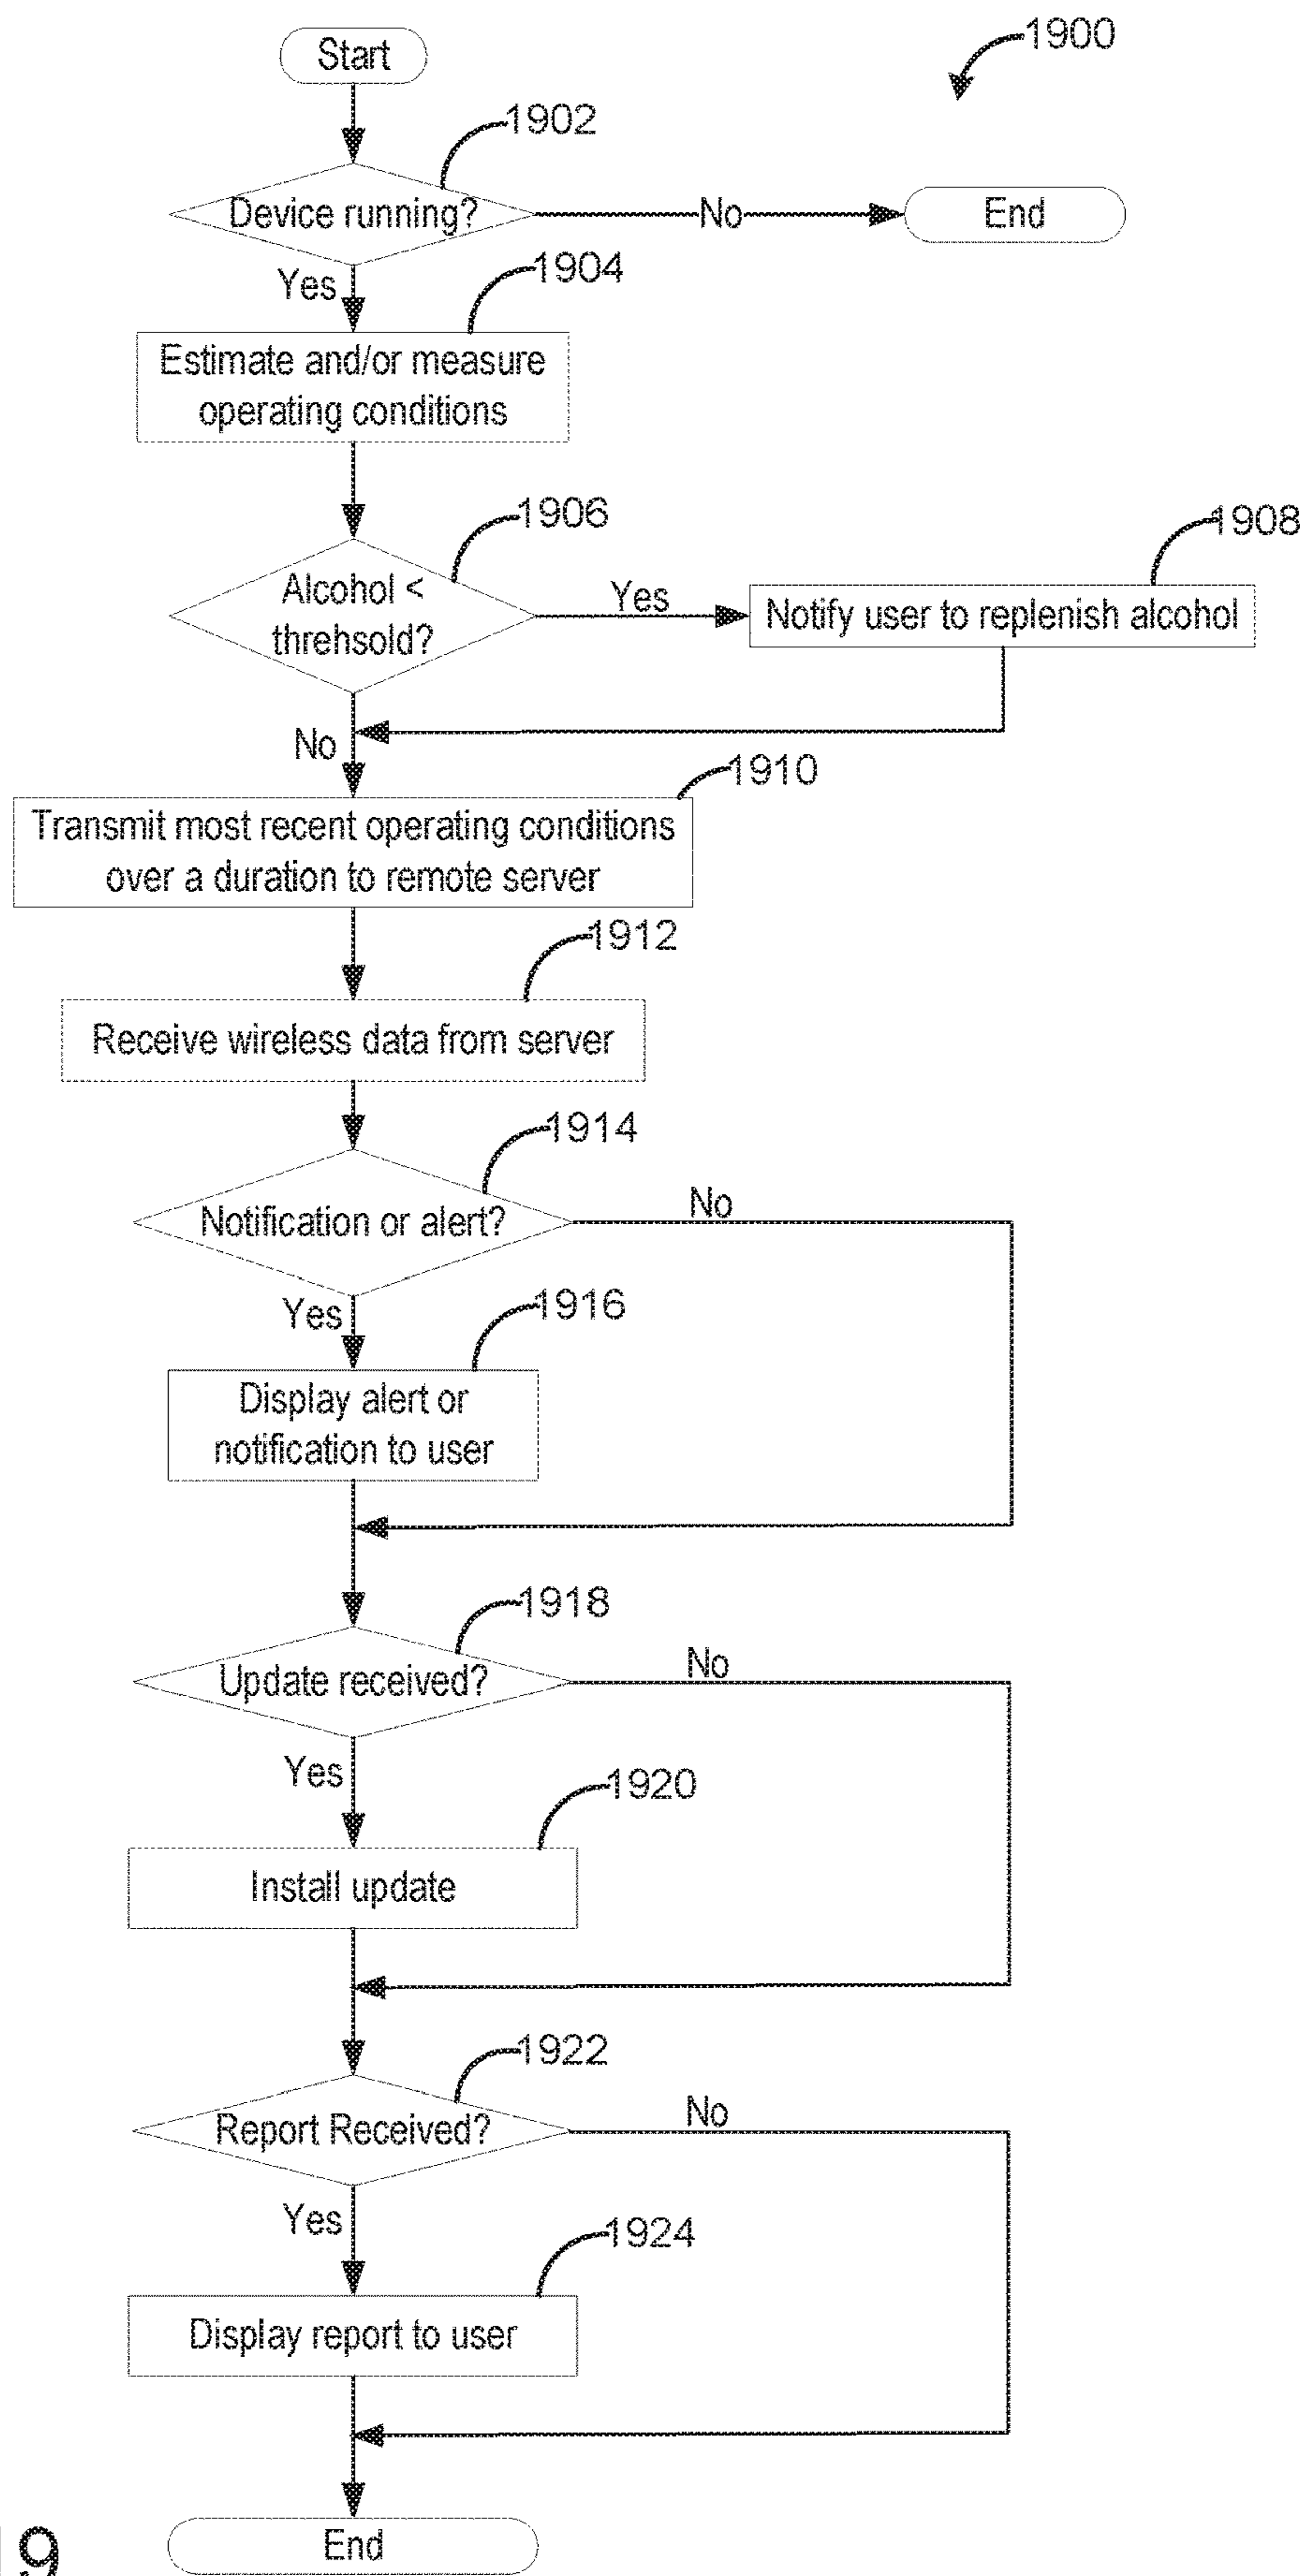 Start
1900
1902
Device running?
No
End
Yes
1904
Estimate and/or measure
operating conditions
1906
1908
Alcohol <
threhsold?
Yes
Notify user to replenish alcohol
No
1910
Transmit most recent operating conditions
over a duration to remote server
1912
Receive wireless data from server
1914
Notification or alert?
No
Yes
1916
Display alert or
notification to user
1918
Update received?
No
Yes
1920
Install update
1922
Report Received?
No
Yes
1924
Display report to user
End